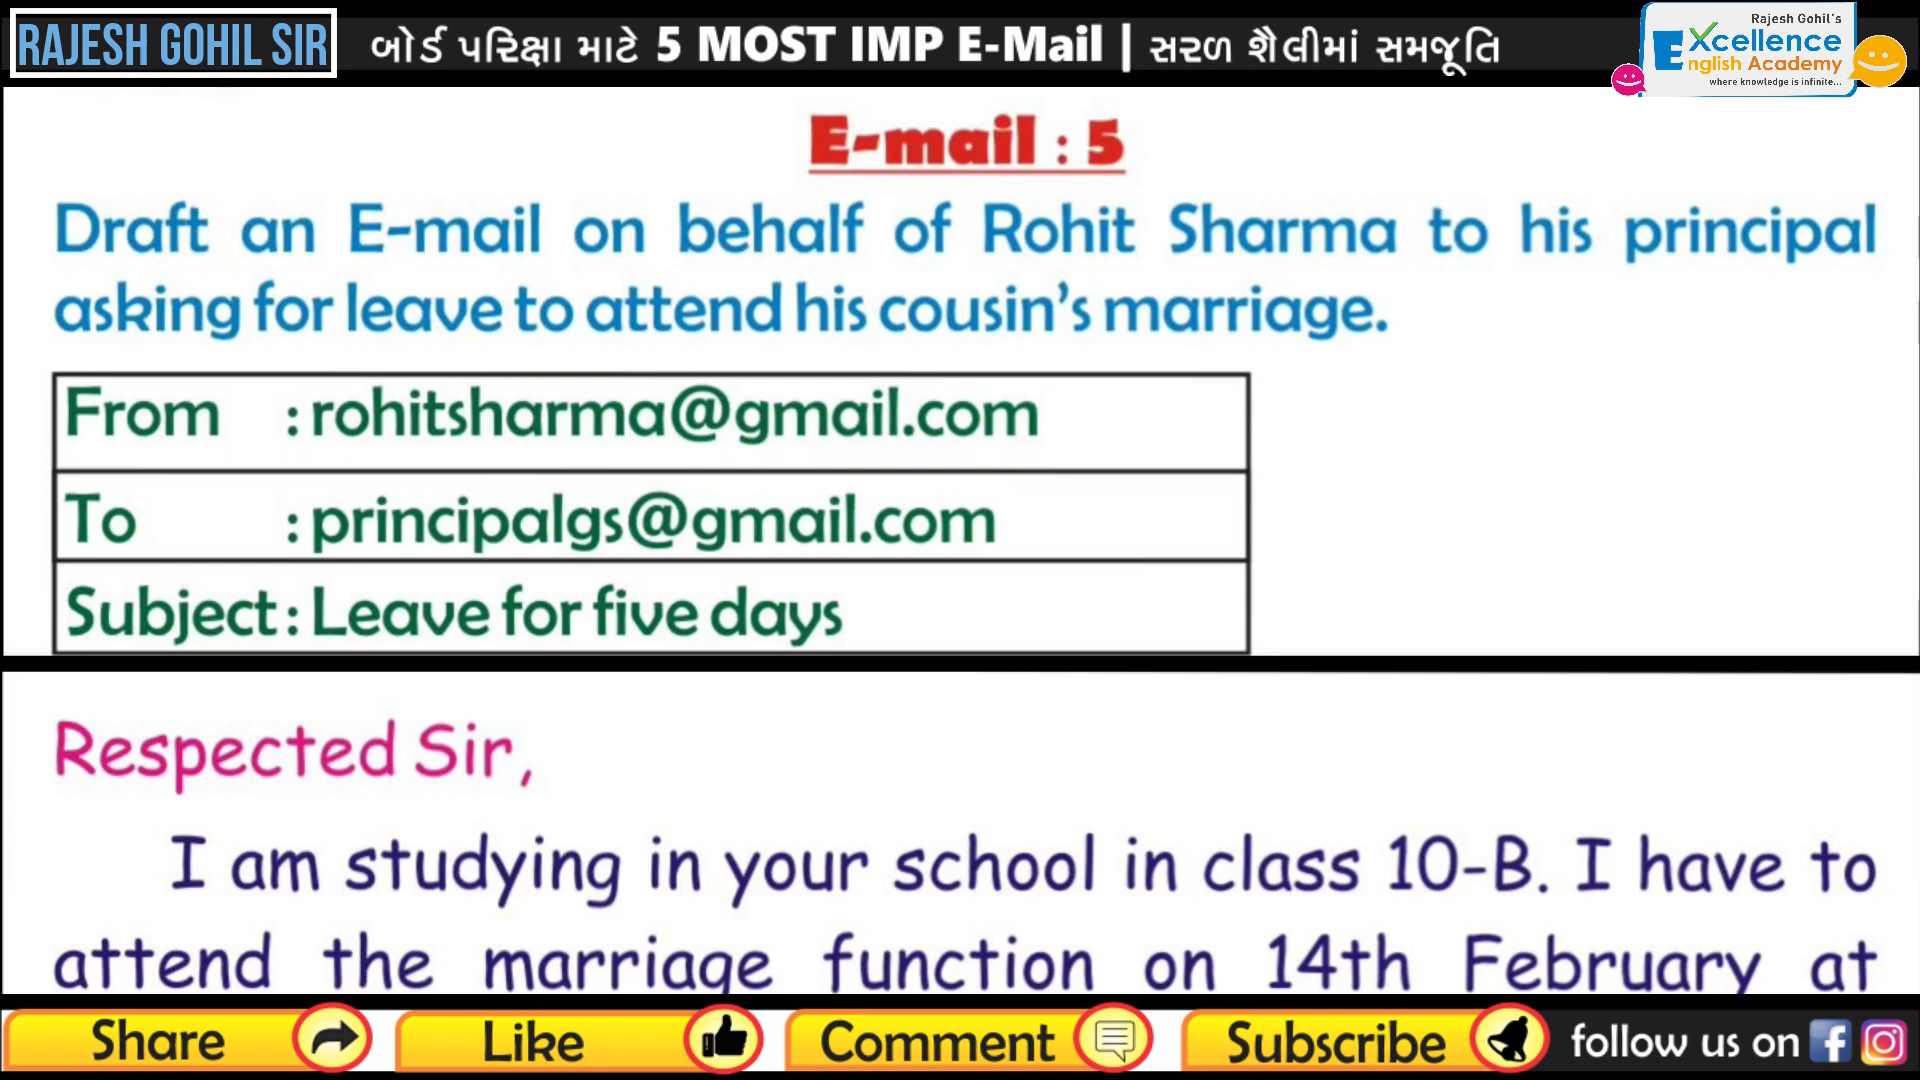 RAJESH GOHIL SIR
બોર્ડ પરિક્ષા માટે 5 MOST IMP E-Mail | સરળ શૈલીમાં સમજૂતિ
Rajesh Gohil's
Excellence
English Academy
where knowledge is infinite...
E-mail : 5
Draft an E-mail on behalf of Rohit Sharma to his principal
asking for leave to attend his cousin's marriage.
From : rohitsharma@gmail.com
To : principalgs@gmail.com
Subject : Leave for five days
Respected Sir,
I am studying in your school in class 10-B. I have to
attend the marriage function on 14th February at
Share
Like
Comment
Subscribe
follow us on